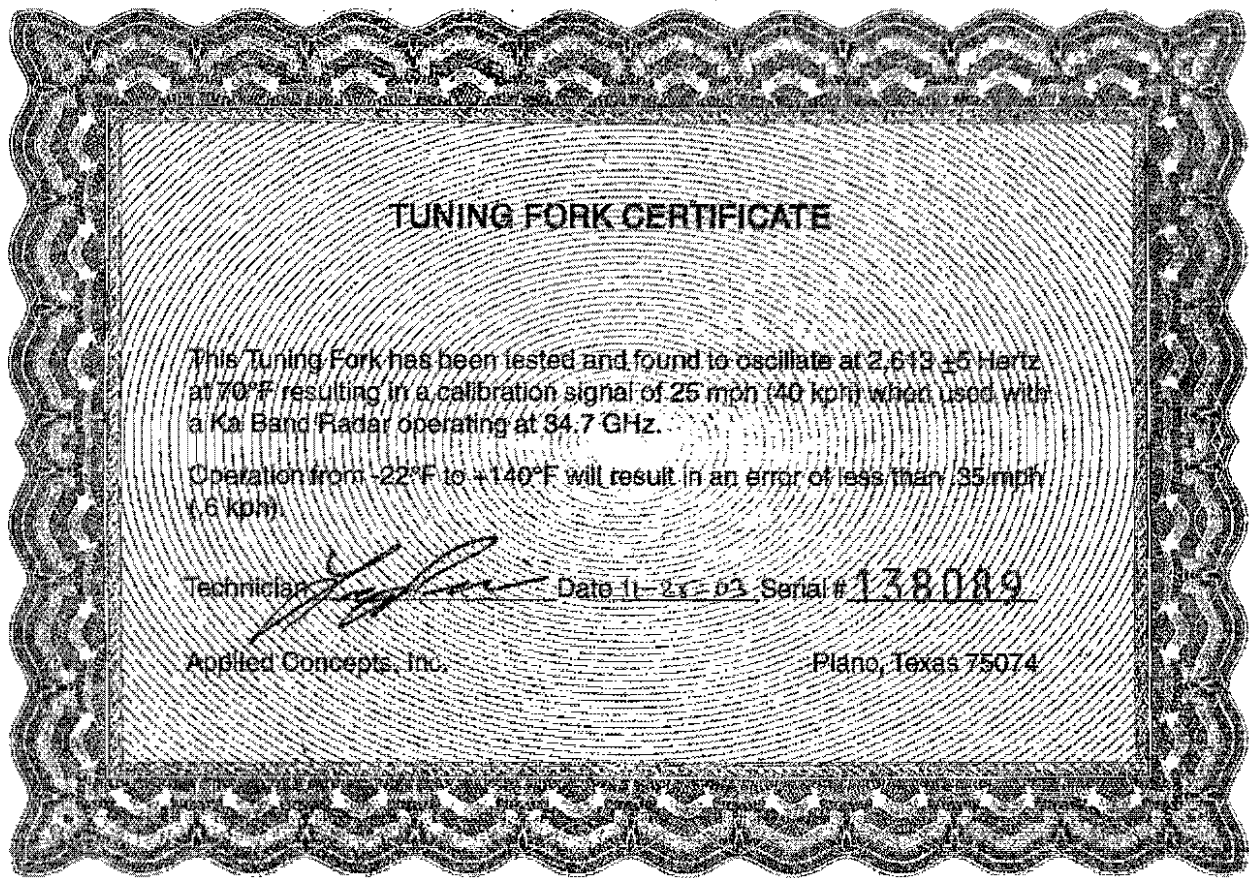 TUNING FORK CERTIFICATE
This Tuning Fork has been tested and found to oscillate at 2,613 ±5 Hertz
at 70°F resulting in a calibration signal of 25 mph (40 kph) when used with
a Ka Band Radar operating at 34.7 GHz.
Operation from -22°F to +140°F will result in an error of less than .35 mph
(.6 kph).
Technician Date Serial # 138089
Applied Concepts, Inc. Plano, Texas 75074